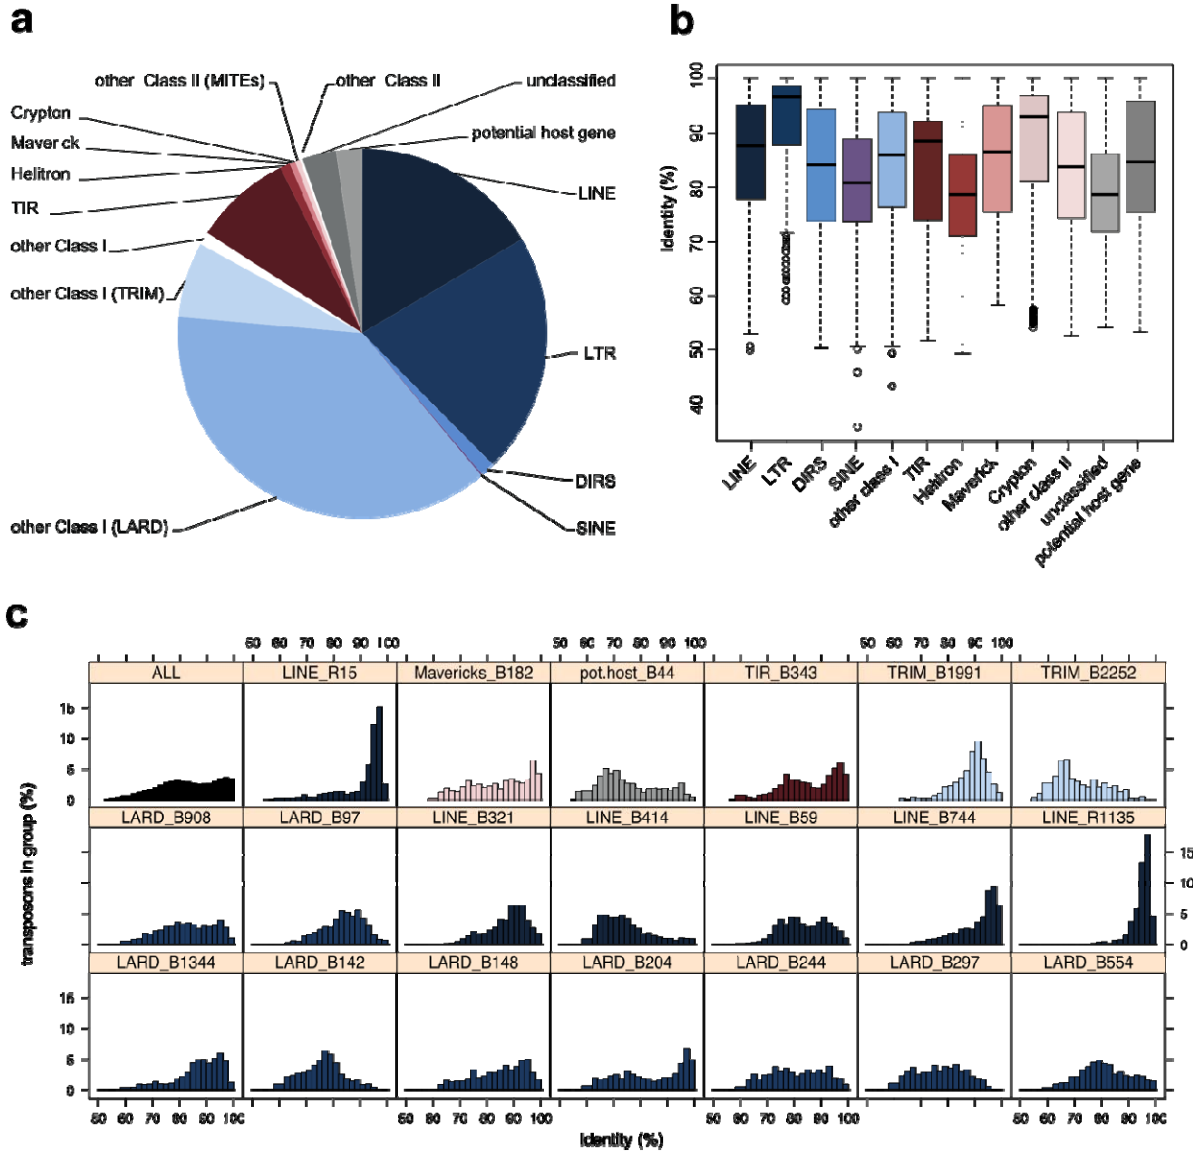 a
other Class II (MITEs)
other Class II
unclassified
Crypton
Maverick
Helitron
TIR
other Class I
other Class I (TRIM)
potential host gene
LINE
LTR
DIRS
SINE
other Class I (LARD)
b
Identity (%)
100
90
80
70
60
50
40
LINE
LTR
DIRS
SINE
other class I
TIR
Helitron
Maverick
Crypton
other class II
unclassified
potential host gene
c
50 60 70 80 90 100 50 60 70 80 90 100 50 60 70 80 90 100
ALL LINE_R15 Mavericks_B182 pot.host_B44 TIR_B343 TRIM_B1991 TRIM_B2252
15
10
5
0
LARD_B908 LARD_B97 LINE_B321 LINE_B414 LINE_B59 LINE_B744 LINE_R1135
15
10
5
0
LARD_B1344 LARD_B142 LARD_B148 LARD_B204 LARD_B244 LARD_B297 LARD_B554
15
10
5
0
50 60 70 80 90 100 50 60 70 80 90 100 50 60 70 80 90 100 50 60 70 80 90 100
transposons in group (%)
Identity (%)